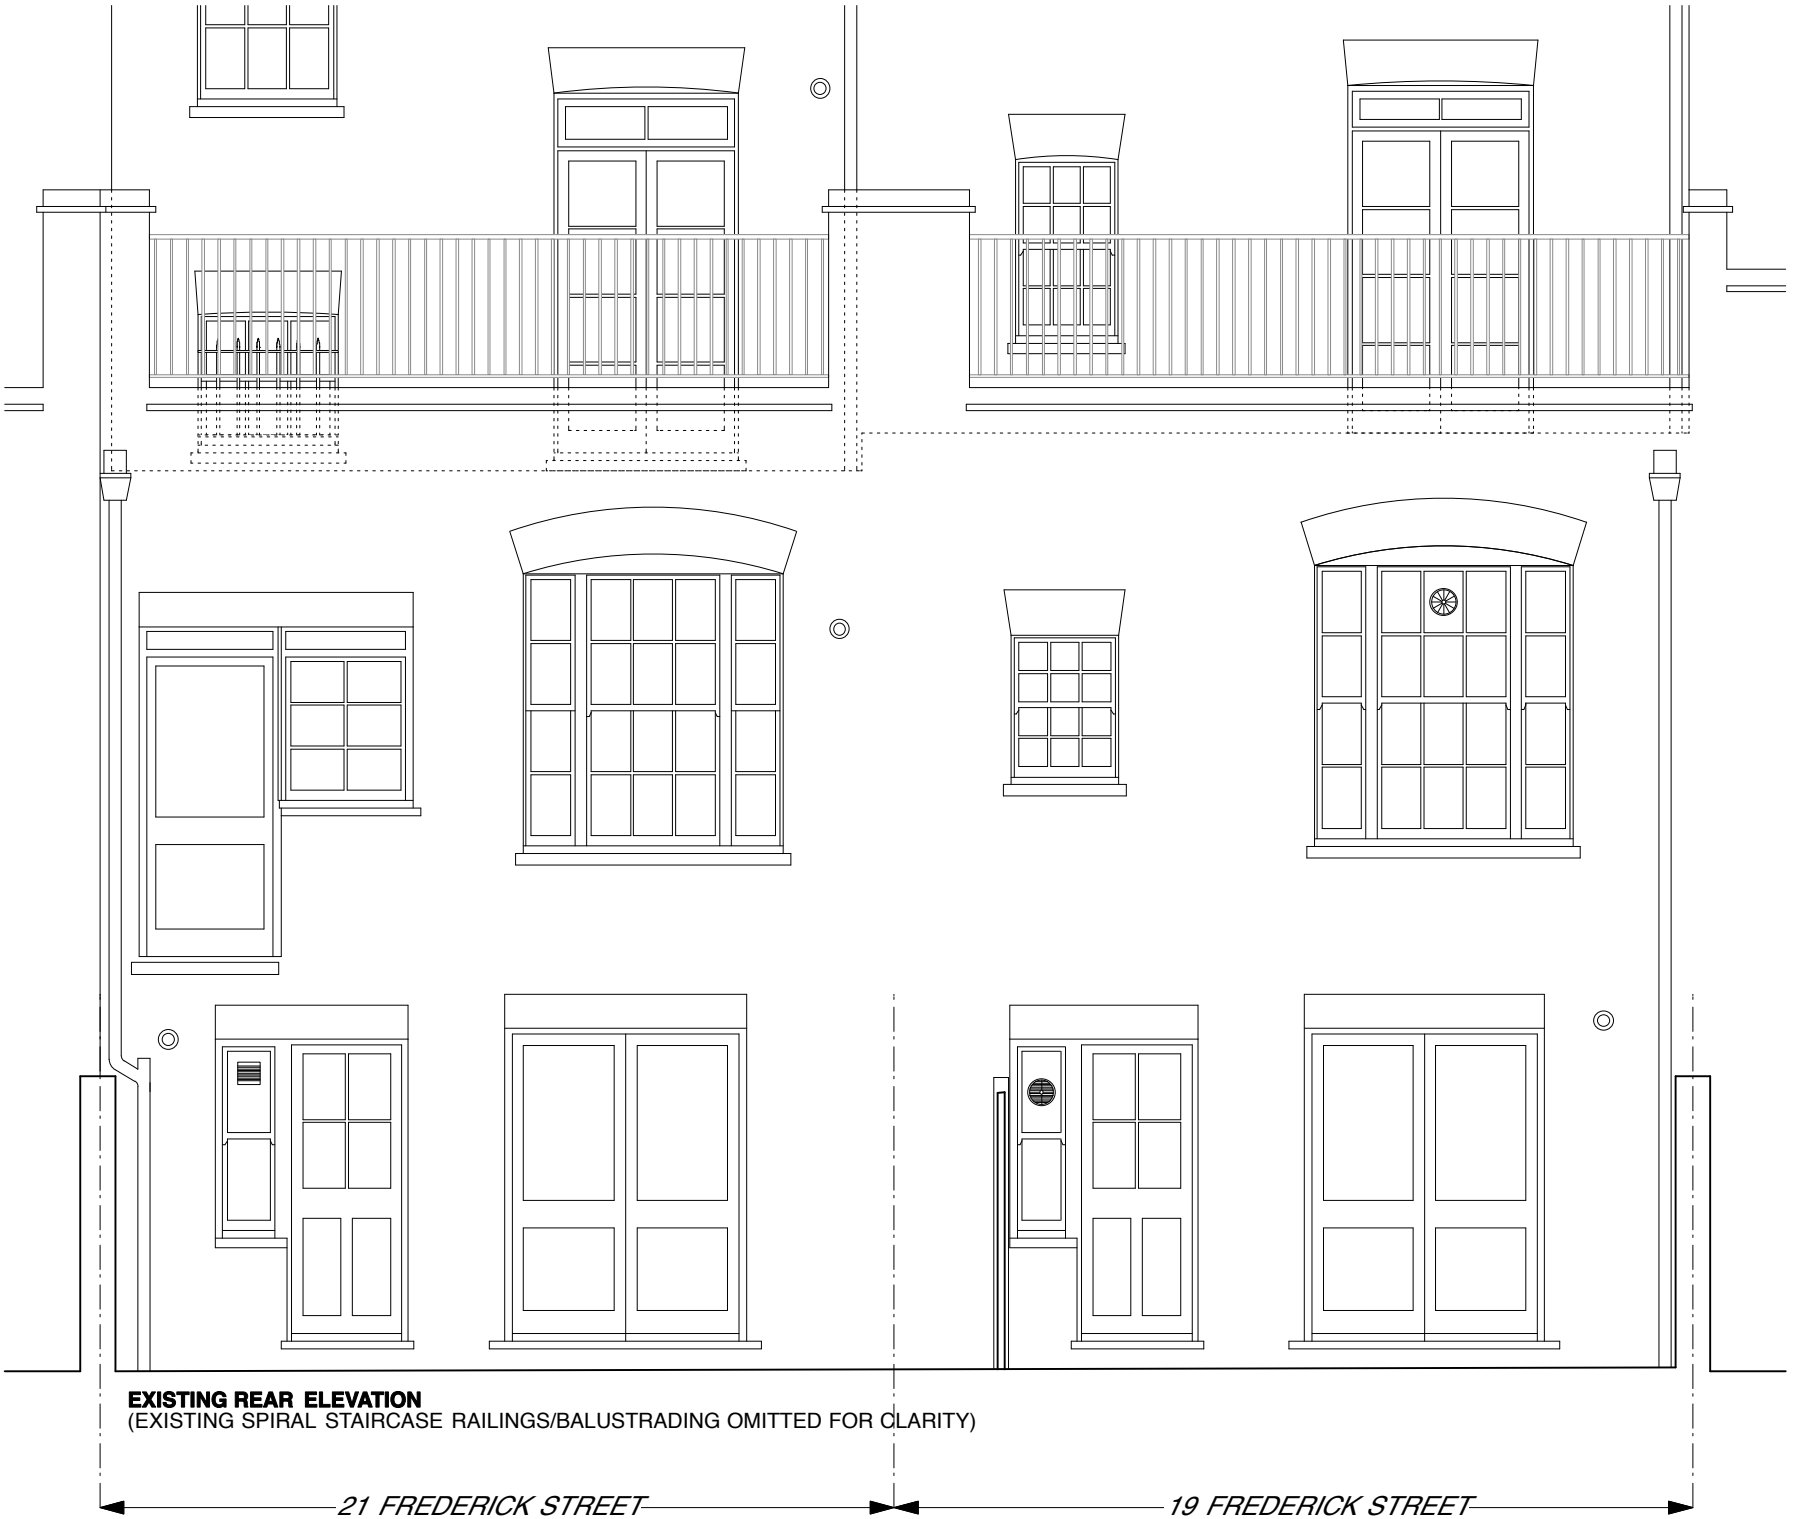 EXISTING REAR ELEVATION
(EXISTING SPIRAL STAIRCASE RAILINGS/BALUSTRADING OMITTED FOR CLARITY)
21 FREDERICK STREET
19 FREDERICK STREET